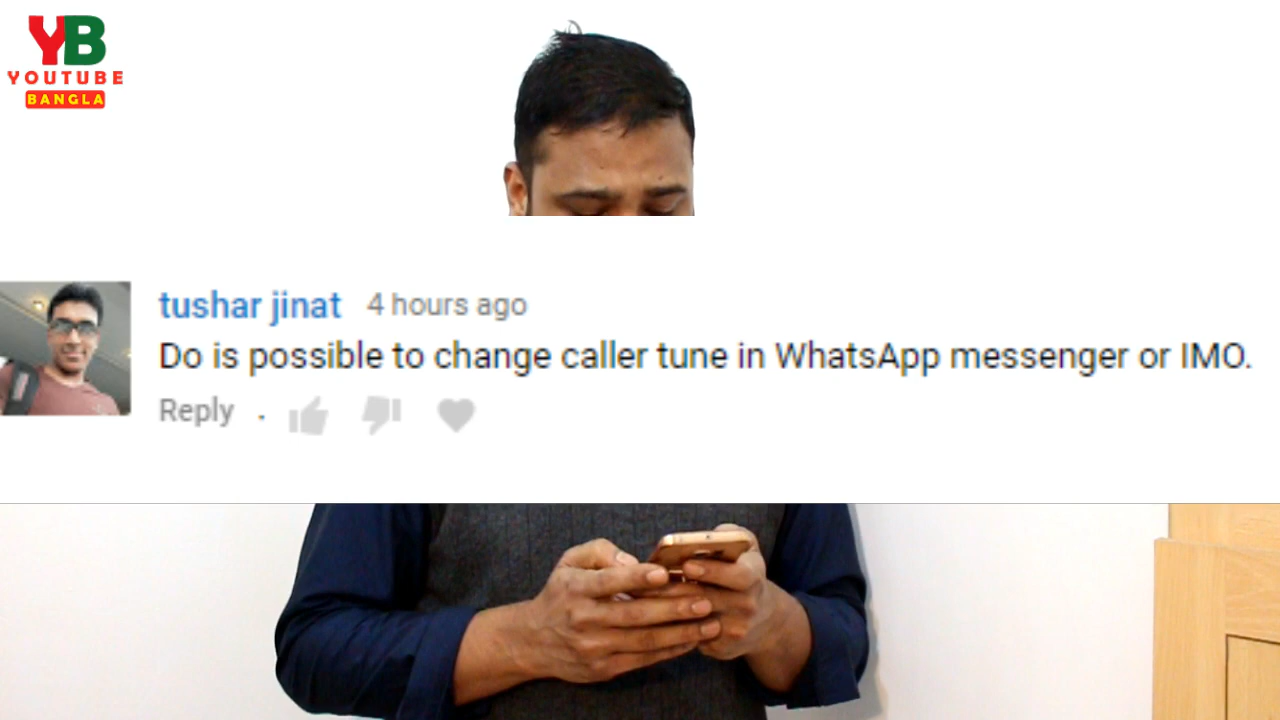 YB
YOUTUBE
BANGLA
tushar jinat 4 hours ago
Do is possible to change caller tune in WhatsApp messenger or IMO.
Reply .